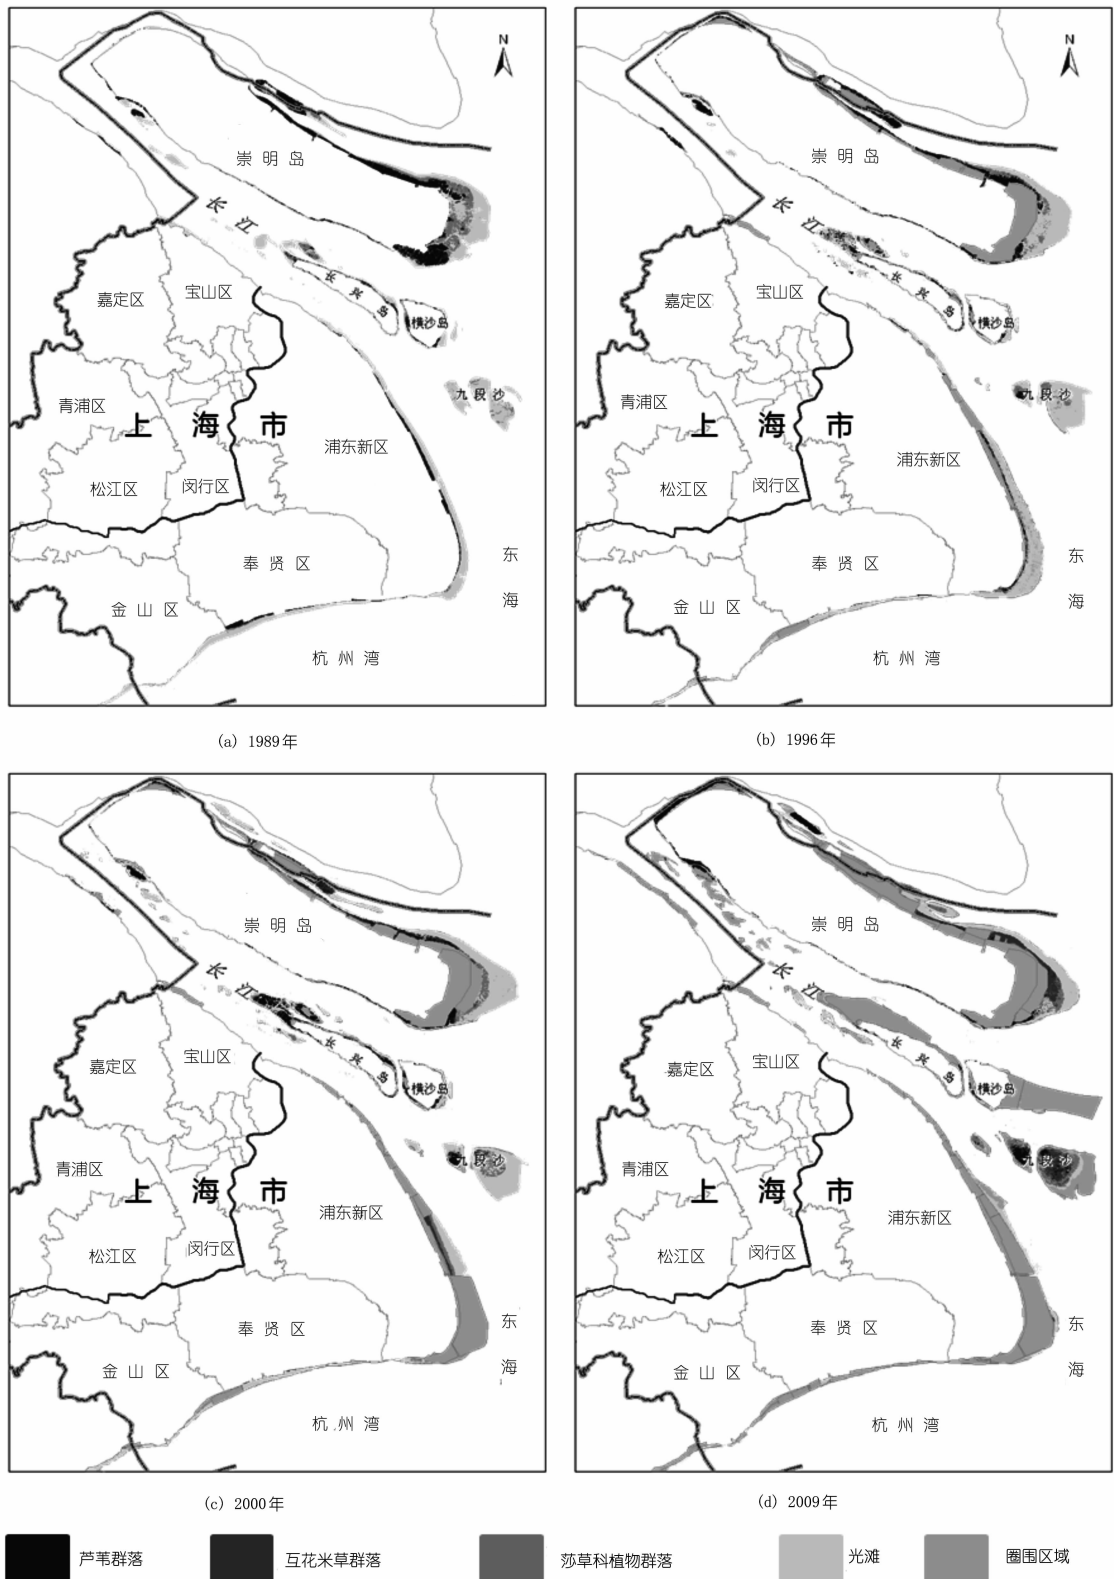 N
崇明岛
长江
嘉定区
宝山区
长兴岛
横沙岛
青浦区
九段沙
上海市
浦东新区
松江区
闵行区
奉贤区
东海
金山区
杭州湾
(a) 1989年
N
崇明岛
长江
嘉定区
宝山区
长兴岛
横沙岛
青浦区
九段沙
上海市
浦东新区
松江区
闵行区
奉贤区
东海
金山区
杭州湾
(b) 1996年
崇明岛
长江
嘉定区
宝山区
长兴岛
横沙岛
青浦区
九段沙
上海市
浦东新区
松江区
闵行区
奉贤区
东海
金山区
杭州湾
(c) 2000年
崇明岛
长江
嘉定区
宝山区
长兴岛
横沙岛
青浦区
九段沙
上海市
浦东新区
松江区
闵行区
奉贤区
东海
金山区
杭州湾
(d) 2009年
芦苇群落 互花米草群落 莎草科植物群落 光滩 圈围区域